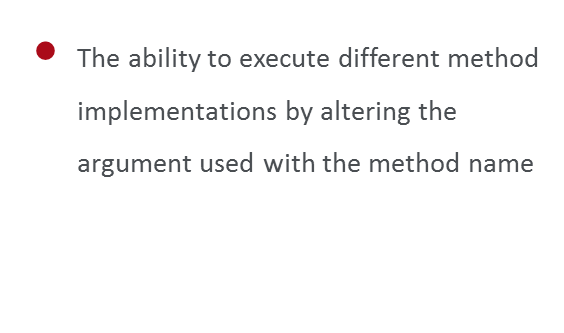 The ability to execute different method
implementations by altering the
argument used with the method name